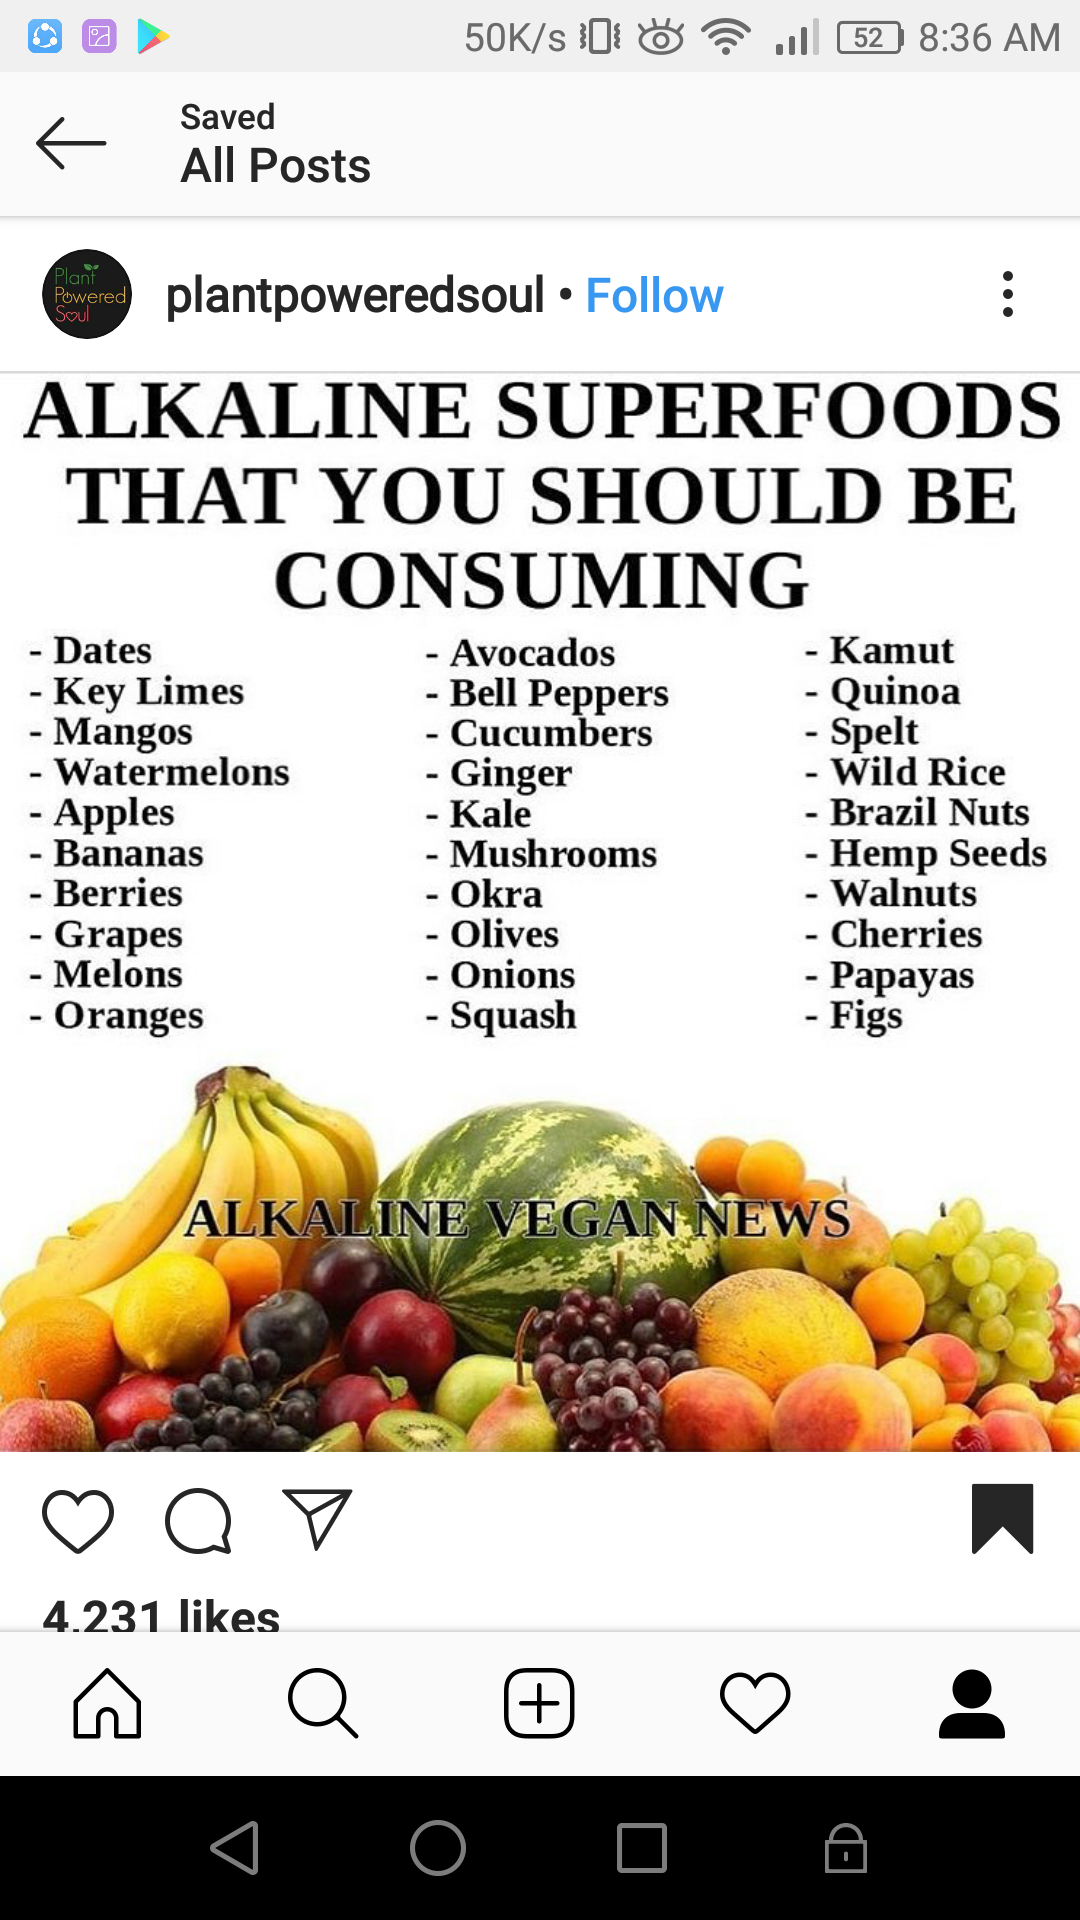 50K/s 52 8:36 AM
Saved
All Posts
Plant
Powered
Soul
plantpoweredsoul • Follow
ALKALINE SUPERFOODS
THAT YOU SHOULD BE
CONSUMING
- Dates
- Key Limes
- Mangos
- Watermelons
- Apples
- Bananas
- Berries
- Grapes
- Melons
- Oranges
- Avocados
- Bell Peppers
- Cucumbers
- Ginger
- Kale
- Mushrooms
- Okra
- Olives
- Onions
- Squash
- Kamut
- Quinoa
- Spelt
- Wild Rice
- Brazil Nuts
- Hemp Seeds
- Walnuts
- Cherries
- Papayas
- Figs
ALKALINE VEGAN NEWS
4,231 likes